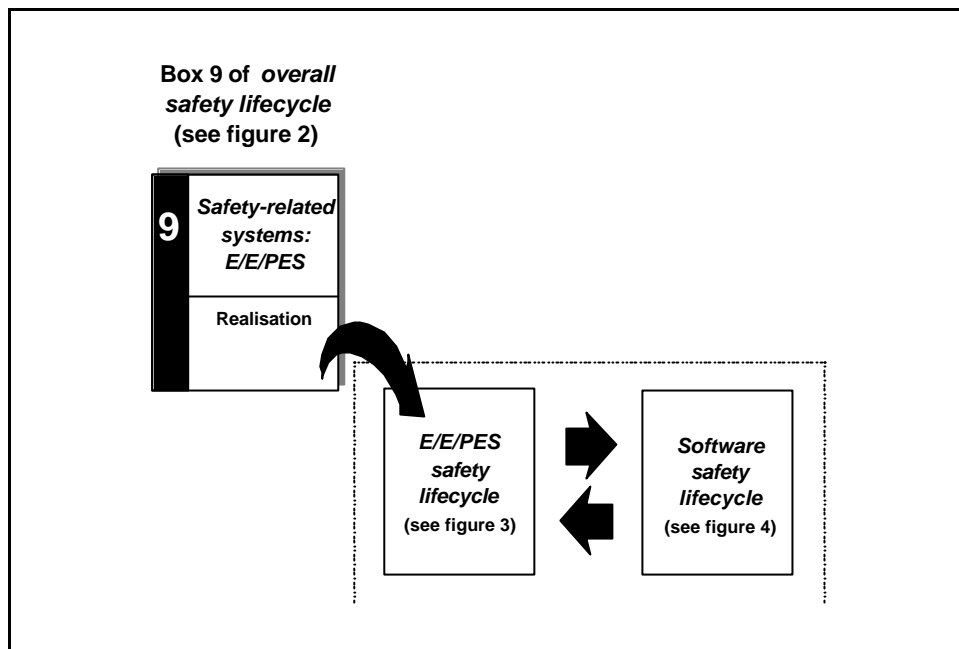 Box 9 of overall
safety lifecycle
(see figure 2)
9
Safety-related
systems:
E/E/PES
Realisation
E/E/PES
safety
lifecycle
(see figure 3)
Software
safety
lifecycle
(see figure 4)